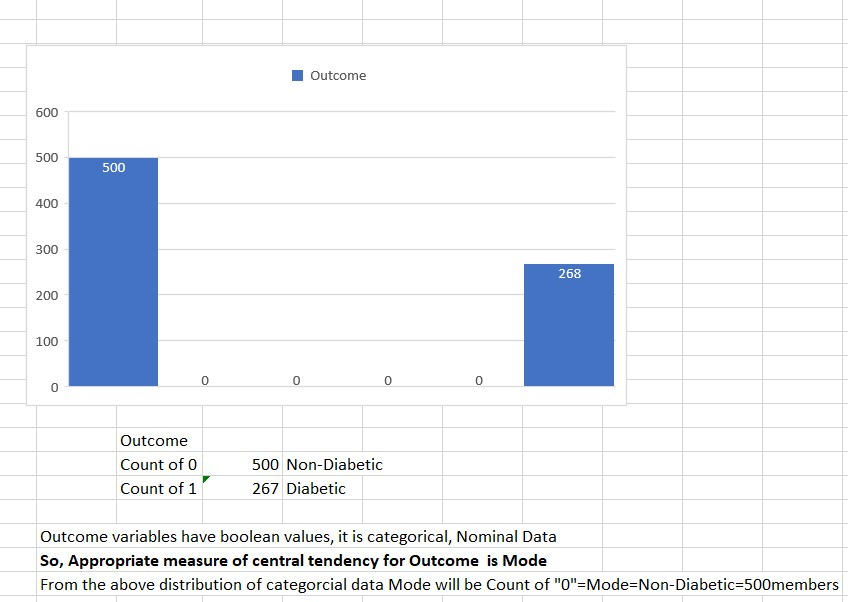 Outcome
600
500
500
400
300
268
200
100
0
0
0
0
0
Outcome
Count of 0 500 Non-Diabetic
Count of 1 267 Diabetic
Outcome variables have boolean values, it is categorical, Nominal Data
So, Appropriate measure of central tendency for Outcome is Mode
From the above distribution of categorcial data Mode will be Count of "0"=Mode=Non-Diabetic=500members